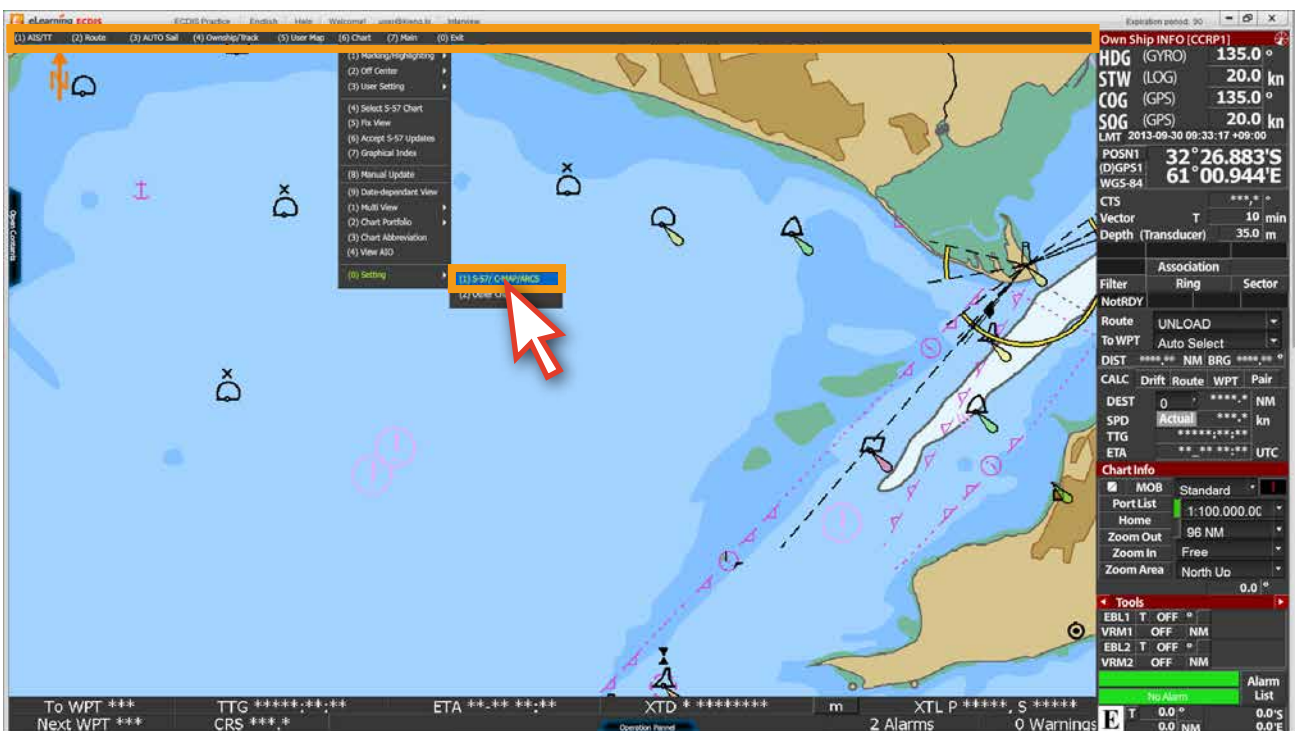 eLearning ECDIS
ECDIS Practice English Help Welcome! Interview Expiration period: 90
(1) AIS/TT (2) Route (3) AUTO Sail (4) Ownship/Track (5) User Map (6) Chart (7) Main (0) Exit
(1) Marking/Highlighting
(2) Off Center
(3) User Setting
(4) Select S-57 Chart
(5) Fix View
(6) Accept S-57 Updates
(7) Graphical Index
(8) Manual Update
(9) Date-dependant View
(1) Multi View
(2) Chart Portfolio
(3) Chart Abbreviation
(4) View AIO
(0) Setting
(1) S-57/ C-MAP/ARCS
(2) Other
Open Contents
N
Own Ship INFO [CCRP1]
HDG (GYRO) 135.0 °
STW (LOG) 20.0 kn
COG (GPS) 135.0 °
SOG (GPS) 20.0 kn
LMT 2013-09-30 09:33:17 +09:00
POSN1 32°26.883'S
(D)GPS1 61°00.944'E
WGS-84
CTS ***.* °
Vector T 10 min
Depth (Transducer) 35.0 m
Association
Filter Ring Sector
NotRDY
Route UNLOAD
To WPT Auto Select
DIST ****.** NM BRG ****.** °
CALC Drift Route WPT Pair
DEST 0 ****.* NM
SPD Actual ***.* kn
TTG *****:**:**
ETA **_** **:** UTC
Chart Info
MOB Standard
Port List 1:100.000.00
Home
96 NM
Zoom Out
Zoom In Free
Zoom Area North Up
0.0 °
Tools
EBL1 T OFF °
VRM1 OFF NM
EBL2 T OFF °
VRM2 OFF NM
No Alarm
Alarm List
E T 0.0 ° 0.0'S
0.0 NM 0.0'E
To WPT *** TTG *****:**:** ETA **-** **:** XTD * ******** m XTL P *****, S *****
Next WPT *** CRS ***.* 2 Alarms 0 Warnings
Operation Pannel